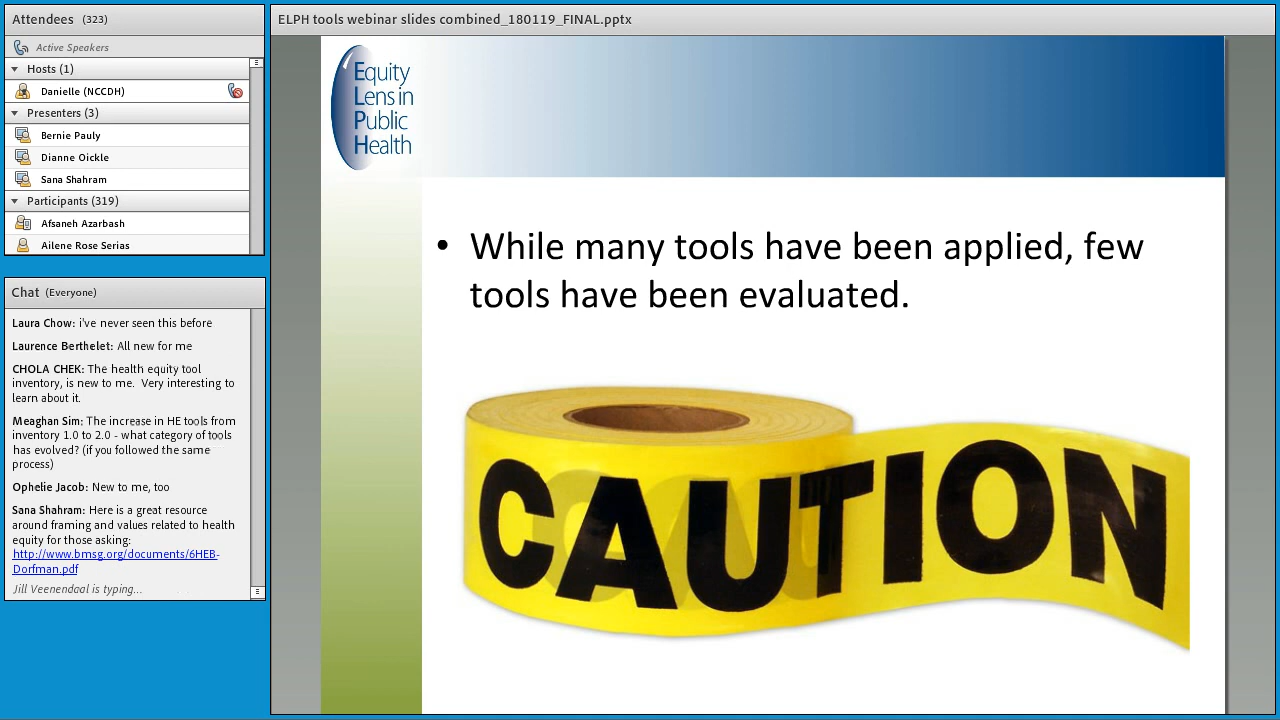 Attendees (323)
Active Speakers
Hosts (1)
Danielle (NCCDH)
Presenters (3)
Bernie Pauly
Dianne Oickle
Sana Shahram
Participants (319)
Afsaneh Azarbash
Ailene Rose Serias
Chat (Everyone)
Laura Chow: i've never seen this before
Laurence Berthelet: All new for me
CHOLA CHEK: The health equity tool
inventory, is new to me. Very interesting to
learn about it.
Meaghan Sim: The increase in HE tools from
inventory 1.0 to 2.0 - what category of tools
has evolved? (if you followed the same
process)
Ophelie Jacob: New to me, too
Sana Shahram: Here is a great resource
around framing and values related to health
equity for those asking:
http://www.bmsg.org/documents/6HEB-
Dorfman.pdf
Jill Veenendaal is typing...
ELPH tools webinar slides combined_180119_FINAL.pptx
Equity
Lens in
Public
Health
• While many tools have been applied, few
tools have been evaluated.
CAUTION